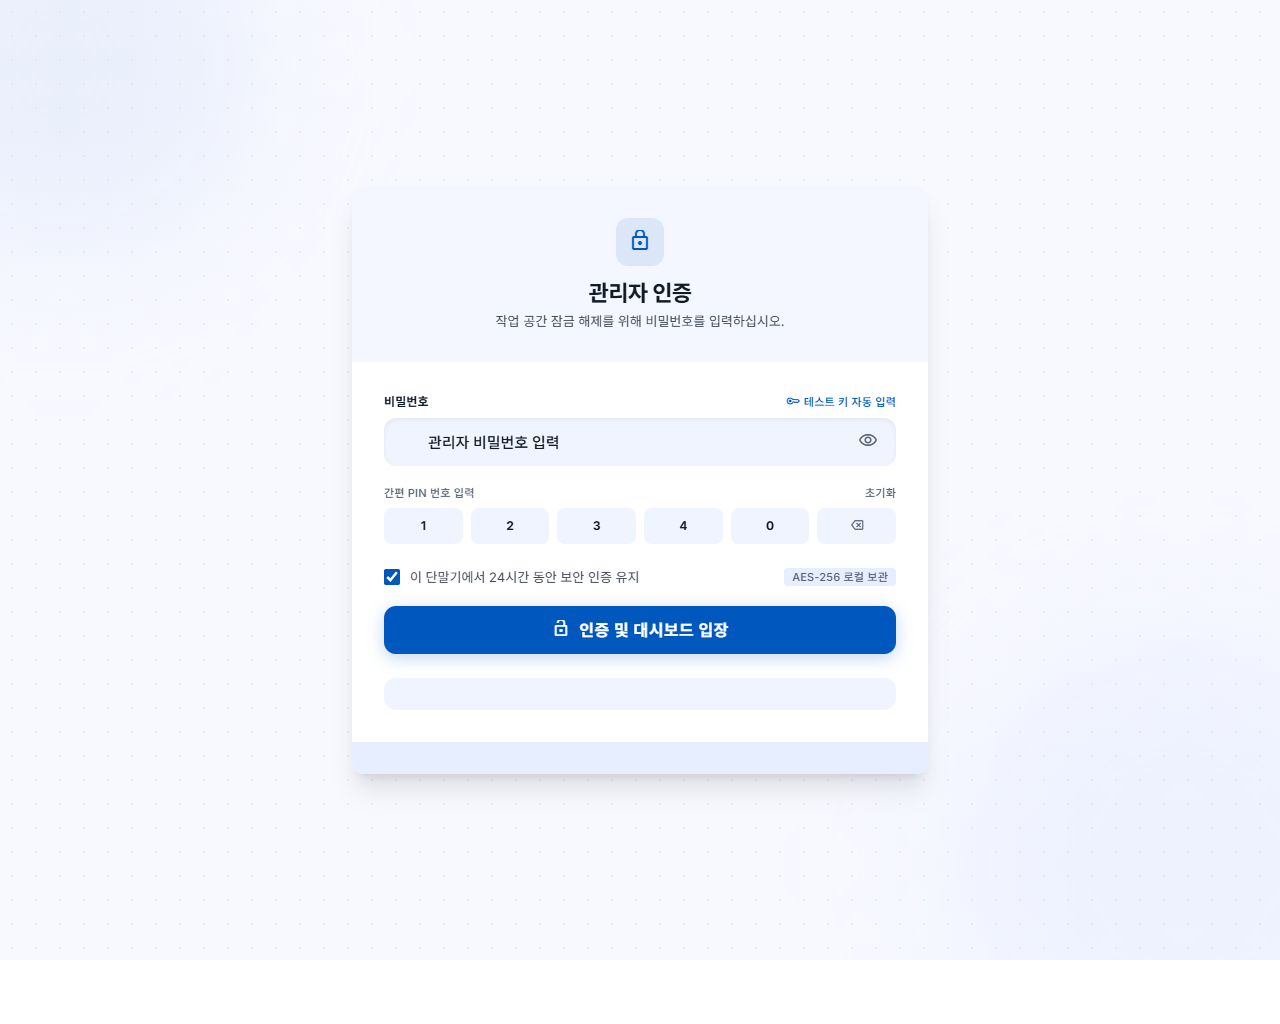 관리자 인증
작업 공간 잠금 해제를 위해 비밀번호를 입력하십시오.
비밀번호
테스트 키 자동 입력
관리자 비밀번호 입력
간편 PIN 번호 입력
초기화
1 2 3 4 0
이 단말기에서 24시간 동안 보안 인증 유지
AES-256 로컬 보관
인증 및 대시보드 입장